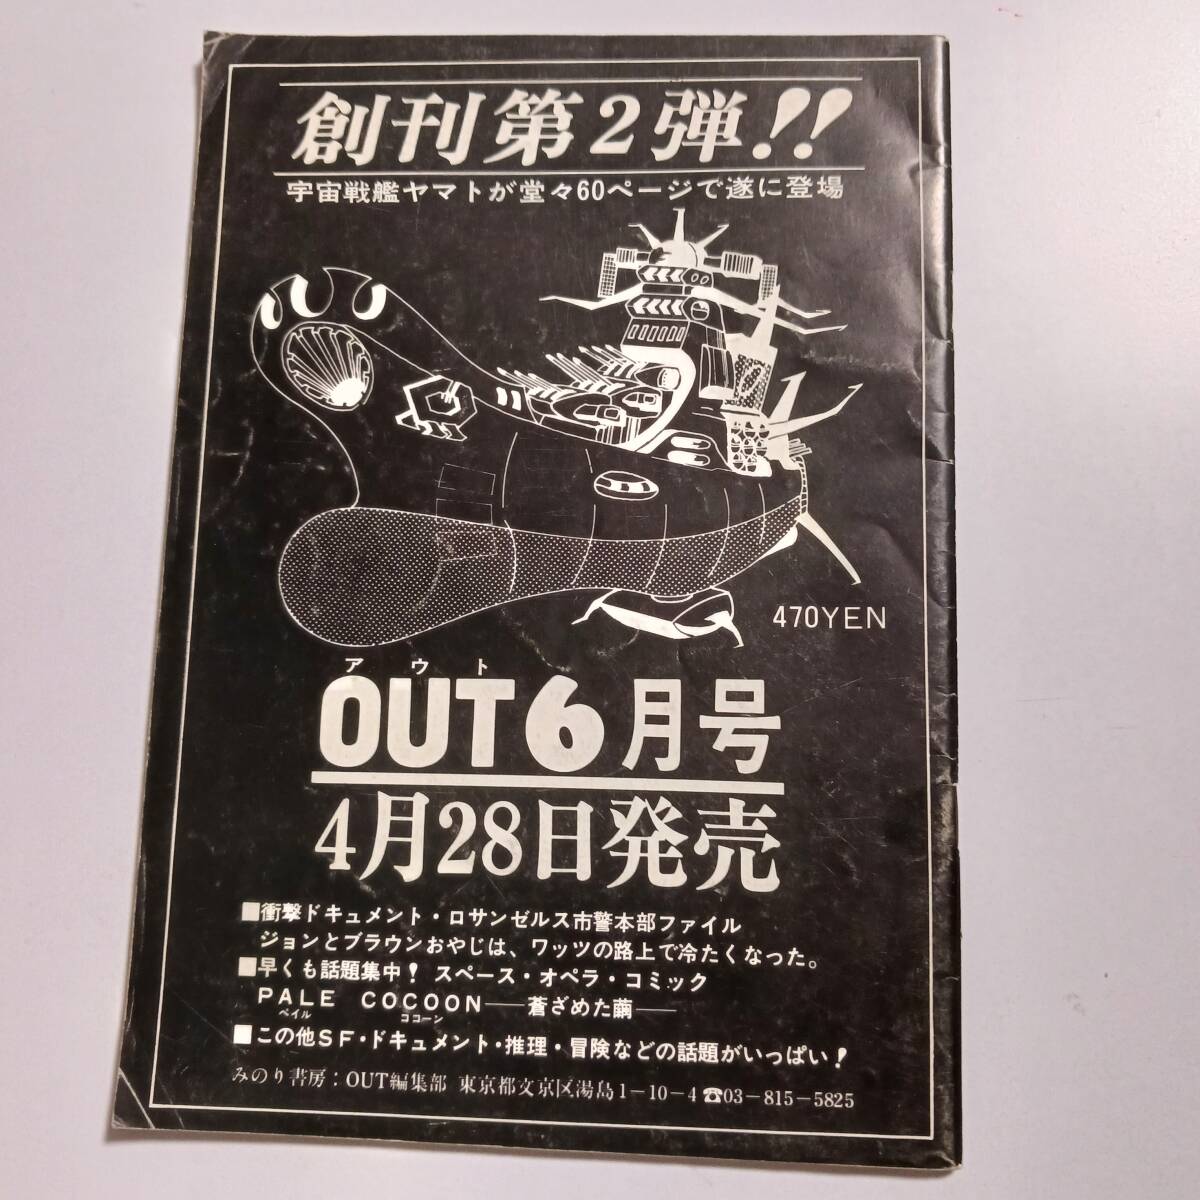 創刊第2弾!!
宇宙戦艦ヤマトが堂々60ページで遂に登場
470YEN
アウト
OUT6月号
4月28日発売
■衝撃ドキュメント・ロサンゼルス市警本部ファイル
ジョンとブラウンおやじは、ワッツの路上で冷たくなった。
■早くも話題集中! スペース・オペラ・コミック
PALE COCOON——蒼ざめた繭——
ペイル ココーン
■この他SF・ドキュメント・推理・冒険などの話題がいっぱい!
みのり書房：OUT編集部 東京都文京区湯島1-10-4 ☎03-815-5825